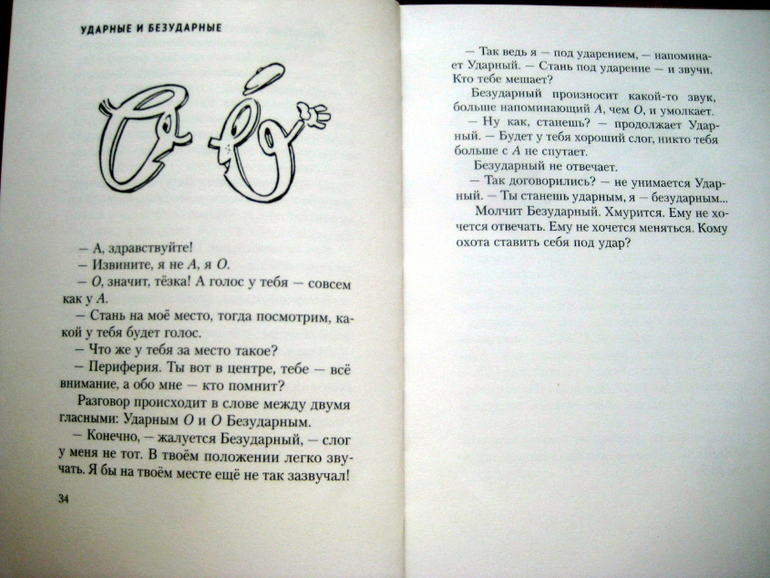 УДАРНЫЕ И БЕЗУДАРНЫЕ
— А, здравствуйте!
— Извините, я не А, я О.
— О, значит, тёзка! А голос у тебя — совсем
как у А.
— Стань на моё место, тогда посмотрим, ка-
кой у тебя будет голос.
— Что же у тебя за место такое?
— Периферия. Ты вот в центре, тебе — всё
внимание, а обо мне — кто помнит?
Разговор происходит в слове между двумя
гласными: Ударным О и О Безударным.
— Конечно, — жалуется Безударный, — слог
у меня не тот. В твоём положении легко зву-
чать. Я бы на твоём месте ещё не так зазвучал!
34
— Так ведь я — под ударением, — напомина-
ет Ударный. — Стань под ударение — и звучи.
Кто тебе мешает?
Безударный произносит какой-то звук,
больше напоминающий А, чем О, и умолкает.
— Ну как, станешь? — продолжает Удар-
ный. — Будет у тебя хороший слог, никто тебя
больше с А не спутает.
Безударный не отвечает.
— Так договорились? — не унимается Удар-
ный. — Ты станешь ударным, я — безударным...
Молчит Безударный. Хмурится. Ему не хо-
чется отвечать. Ему не хочется меняться. Кому
охота ставить себя под удар?